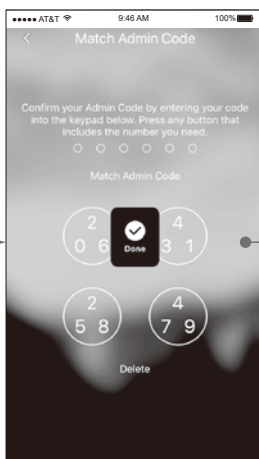 AT&T 9:46 AM 100%
Match Admin Code
Confirm your Admin Code by entering your code
into the keypad below. Press any button that
includes the number you need.
Match Admin Code
2 4
0 6 3 1
Done
2 4
5 8 7 9
Delete